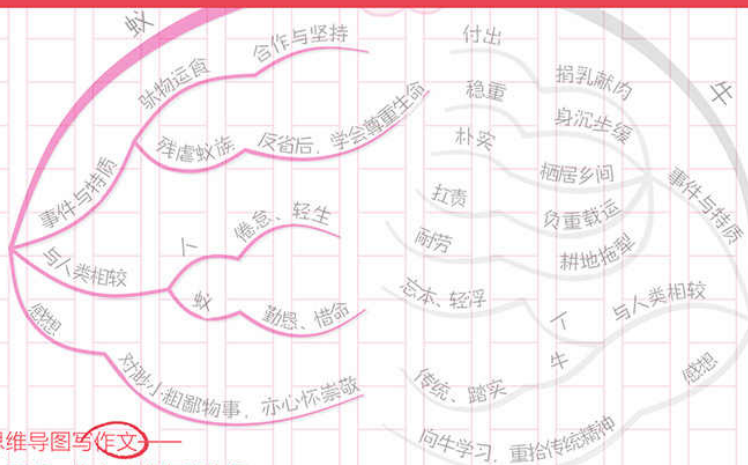 蚁
事件与特质
驮物运食
合作与坚持
残虐蚁族
反省后，学会尊重生命
与人类相较
人
倦怠、轻生
蚁
勤恳、惜命
感想
对渺小粗鄙物事，亦心怀崇敬
牛
事件与特质
付出
捐乳献肉
稳重
身沉步缓
朴实
栖居乡间
扛责
负重载运
耐劳
耕地拖犁
与人类相较
忘本、轻浮
牛
传统、踏实
感想
向牛学习，重拾传统精神
维导图写作文